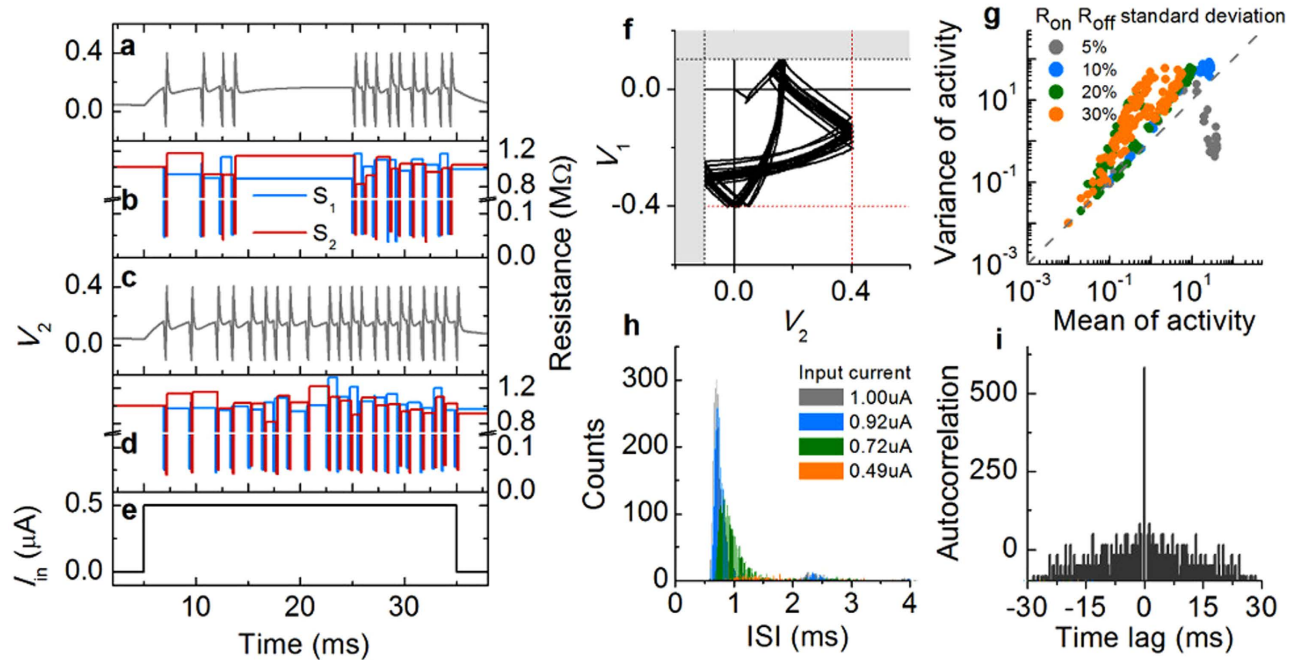 a
0.4
0.0
b
S1
S2
1.2
0.8
0.1
0.0
Resistance (MΩ)
c
0.4
0.0
V2
d
1.2
0.8
0.1
0.0
e
0.5
0.0
Iin (μA)
10 20 30
Time (ms)
f
0.0
-0.4
V1
0.0 0.4
V2
g
Ron Roff standard deviation
5%
10%
20%
30%
10^1
10^-1
10^-3
Variance of activity
10^-3 10^-1 10^1
Mean of activity
h
Input current
1.00uA
0.92uA
0.72uA
0.49uA
300
200
100
0
Counts
0 1 2 3 4
ISI (ms)
i
500
250
0
Autocorrelation
-30 -15 0 15 30
Time lag (ms)